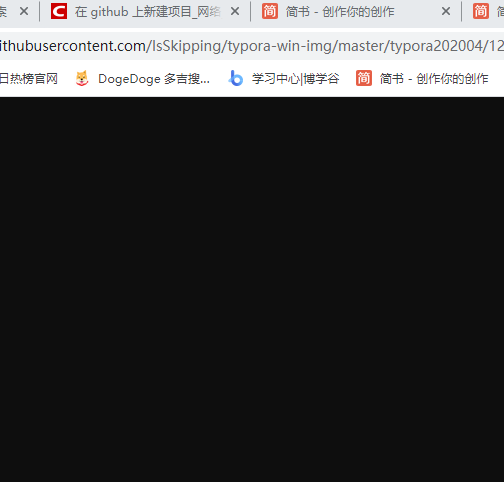 索 在 github 上新建项目_网络 简书 - 创作你的创作
ithubusercontent.com/IsSkipping/typora-win-img/master/typora202004/12
日热榜官网 DogeDoge 多吉搜... 学习中心|博学谷 简书 - 创作你的创作